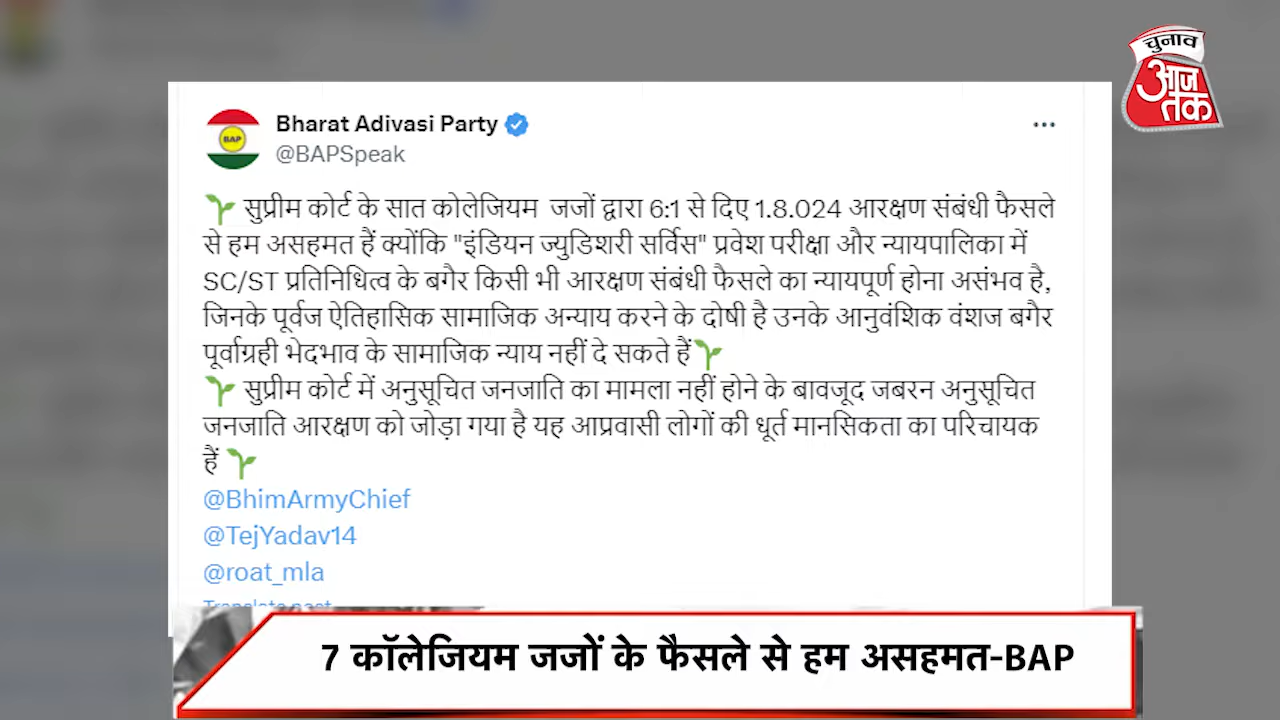 चुनाव
आज
तक
Bharat Adivasi Party
BAP
@BAPSpeak
सुप्रीम कोर्ट के सात कोलेजियम जजों द्वारा 6:1 से दिए 1.8.024 आरक्षण संबंधी फैसले
से हम असहमत हैं क्योंकि "इंडियन ज्युडिशरी सर्विस" प्रवेश परीक्षा और न्यायपालिका में
SC/ST प्रतिनिधित्व के बगैर किसी भी आरक्षण संबंधी फैसले का न्यायपूर्ण होना असंभव है,
जिनके पूर्वज ऐतिहासिक सामाजिक अन्याय करने के दोषी है उनके आनुवंशिक वंशज बगैर
पूर्वाग्रही भेदभाव के सामाजिक न्याय नहीं दे सकते हैं
सुप्रीम कोर्ट में अनुसूचित जनजाति का मामला नहीं होने के बावजूद जबरन अनुसूचित
जनजाति आरक्षण को जोड़ा गया है यह आप्रवासी लोगों की धूर्त मानसिकता का परिचायक
हैं
@BhimArmyChief
@TejYadav14
@roat_mla
Translate post
7 कॉलेजियम जजों के फैसले से हम असहमत-BAP